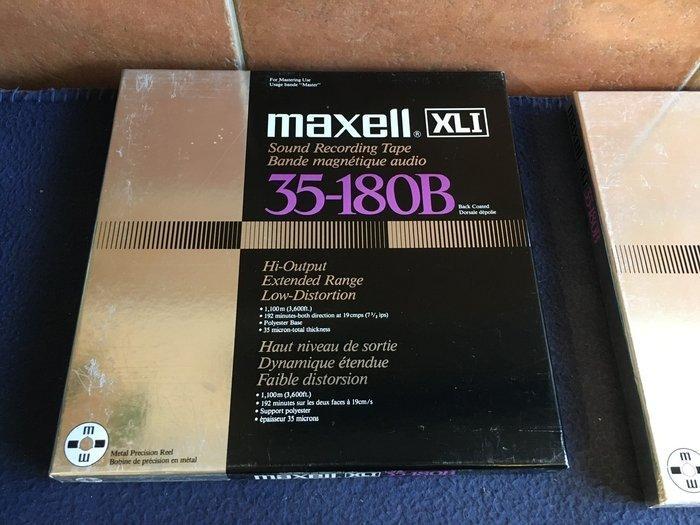 For Mastering Use
Usage bande "Master"
maxell® XLI
Sound Recording Tape
Bande magnétique audio
35-180B
Back Coated
Dorsale dépolie
Hi-Output
Extended Range
Low-Distortion
• 1,100m (3,600ft.)
• 192 minutes-both direction at 19cmps (7½ ips)
• Polyester Base
• 35 micron-total thickness
Haut niveau de sortie
Dynamique étendue
Faible distorsion
• 1,100m (3,600ft.)
• 192 minutes sur les deux faces à 19cm/s
• Support polyester
• épaisseur 35 microns
m
m
Metal Precision Reel
Bobine de précision en métal
maxell XLI 35-180B
35-180B
m
m